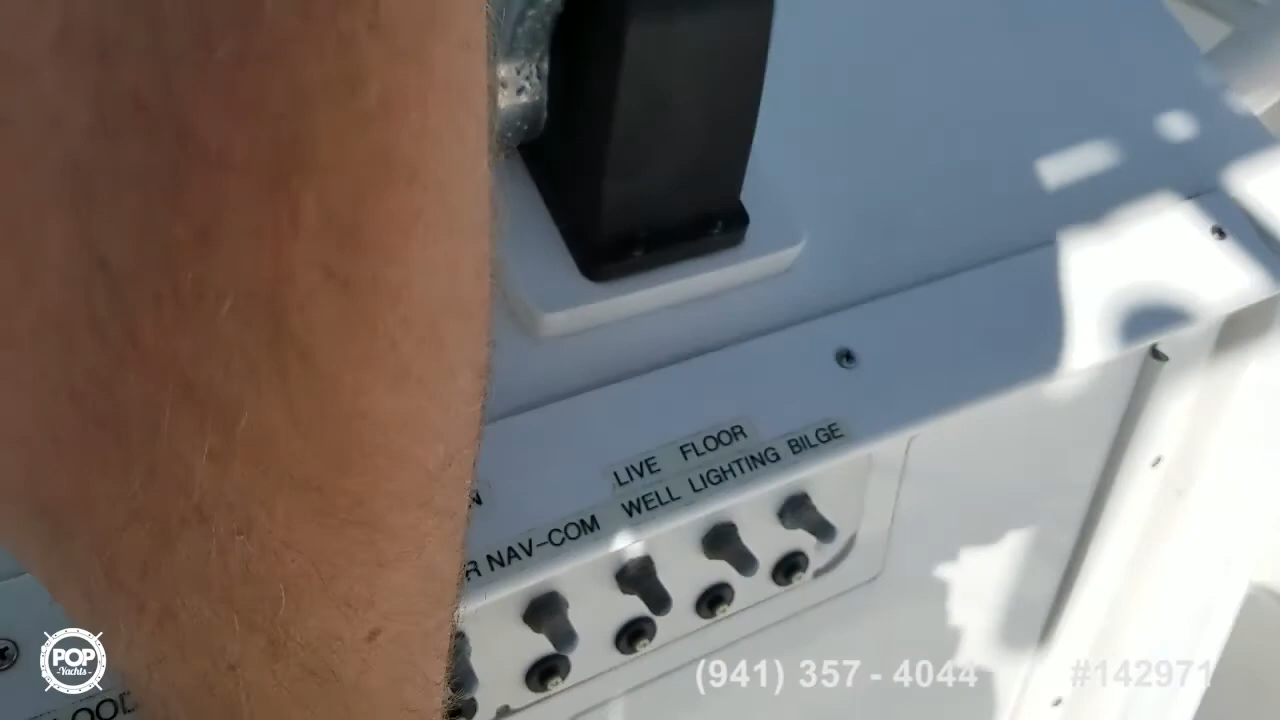 LIVE FLOOR
NAV-COM WELL LIGHTING BILGE
POP
Yachts
(941) 357 - 4044 #142971